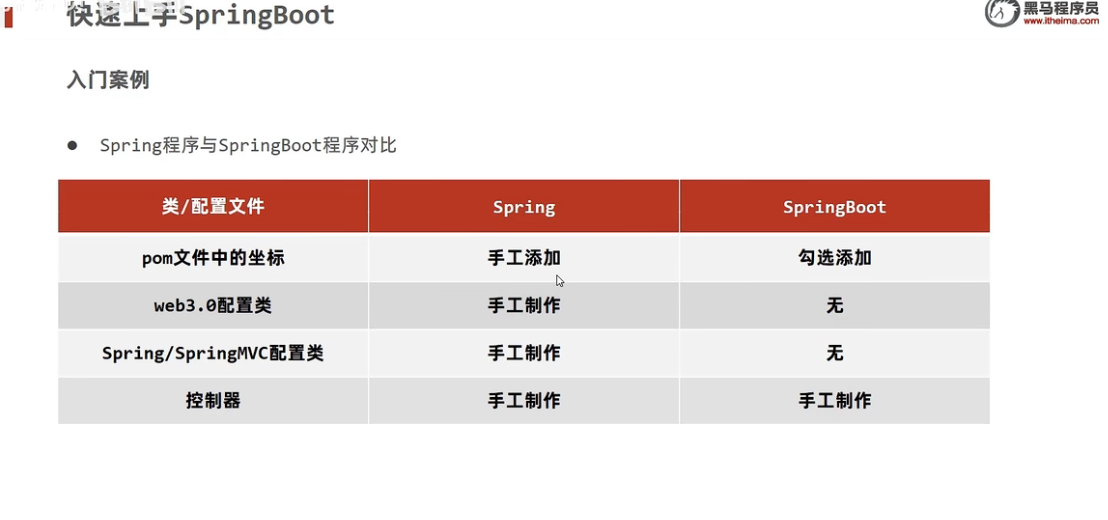 快速上手SpringBoot
黑马程序员
www.itheima.com
入门案例
● Spring程序与SpringBoot程序对比
类/配置文件 Spring SpringBoot
pom文件中的坐标 手工添加 勾选添加
web3.0配置类 手工制作 无
Spring/SpringMVC配置类 手工制作 无
控制器 手工制作 手工制作